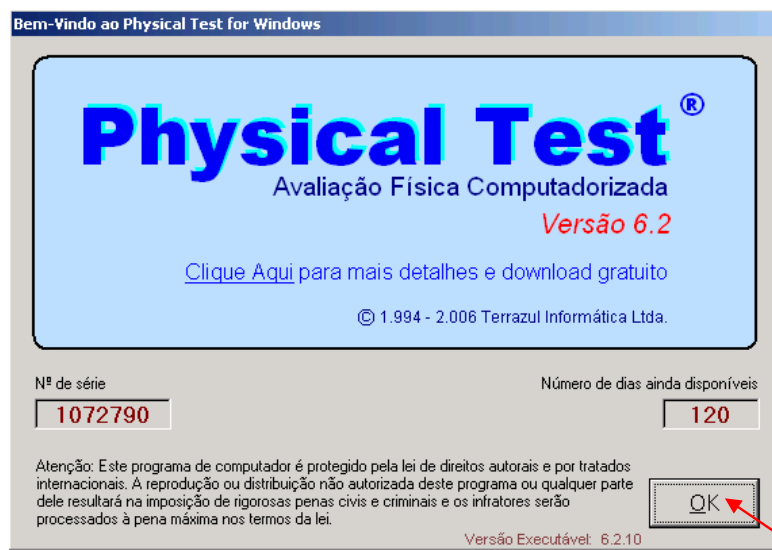 Bem-Vindo ao Physical Test for Windows
Physical Test®
Avaliação Física Computadorizada
Versão 6.2
Clique Aqui para mais detalhes e download gratuito
© 1.994 - 2.006 Terrazul Informática Ltda.
Nº de série
Número de dias ainda disponíveis
1072790
120
Atenção: Este programa de computador é protegido pela lei de direitos autorais e por tratados
internacionais. A reprodução ou distribuição não autorizada deste programa ou qualquer parte
dele resultará na imposição de rigorosas penas civis e criminais e os infratores serão
processados à pena máxima nos termos da lei.
OK
Versão Executável: 6.2.10